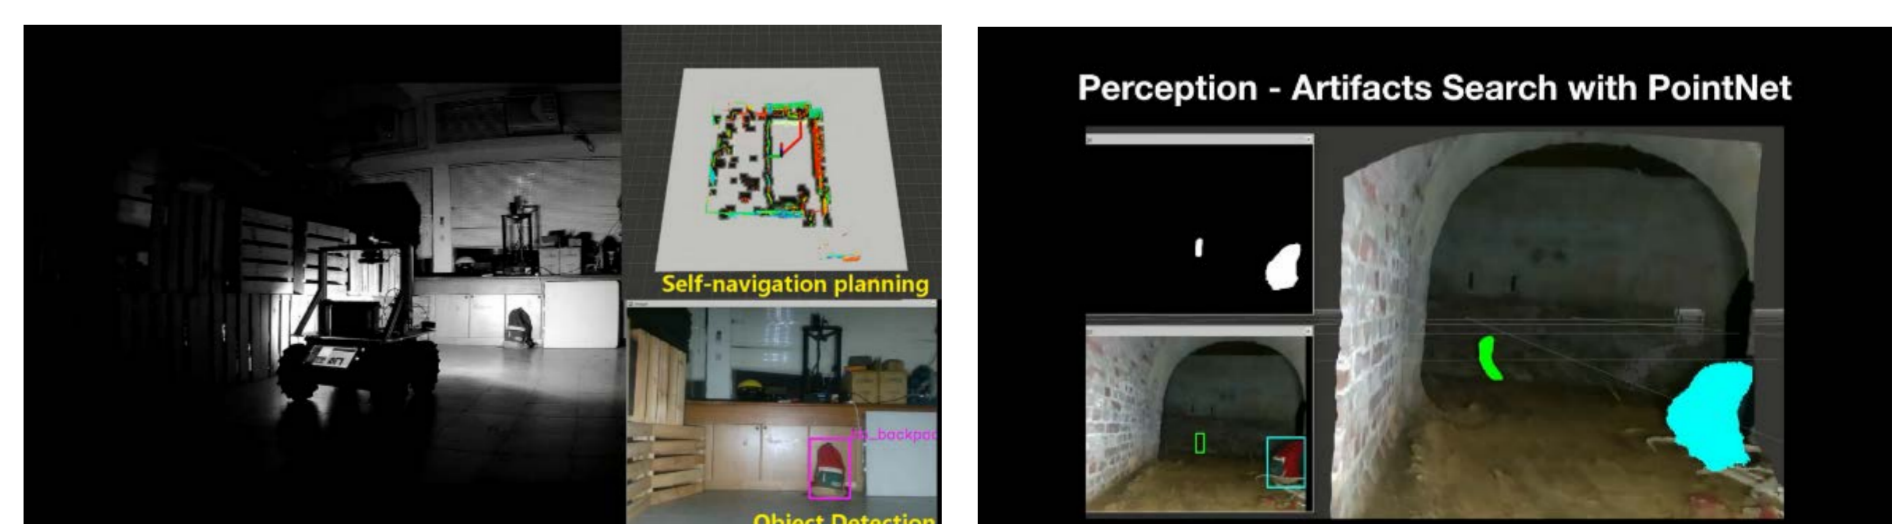 Self-navigation planning
Object Detection
Perception - Artifacts Search with PointNet